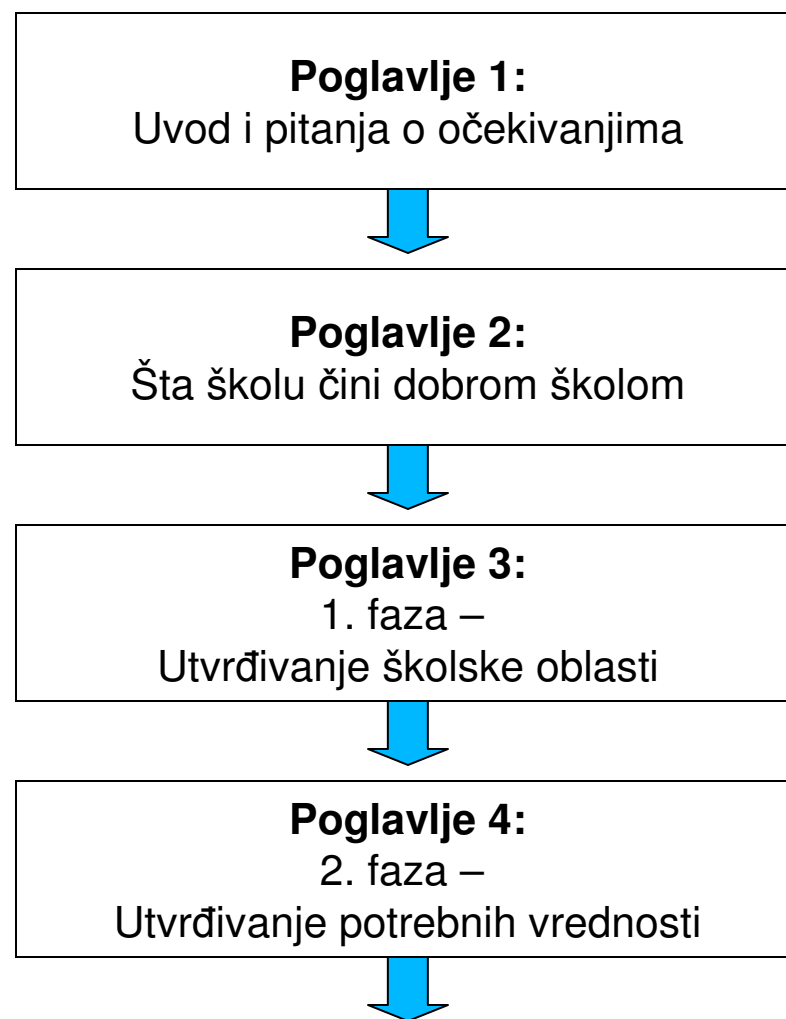 Poglavlje 1:
Uvod i pitanja o očekivanjima
Poglavlje 2:
Šta školu čini dobrom školom
Poglavlje 3:
1. faza –
Utvrđivanje školske oblasti
Poglavlje 4:
2. faza –
Utvrđivanje potrebnih vrednosti